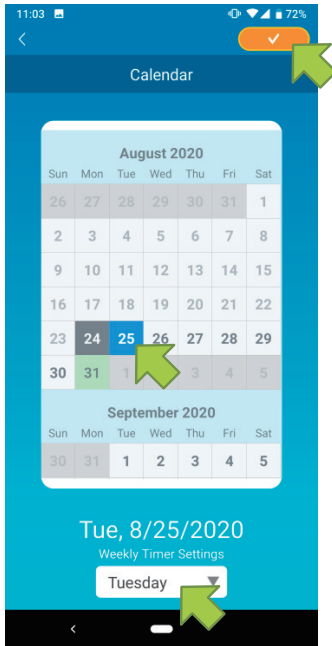 11:03 72%
Calendar
August 2020
Sun Mon Tue Wed Thu Fri Sat
26 27 28 29 30 31 1
2 3 4 5 6 7 8
9 10 11 12 13 14 15
16 17 18 19 20 21 22
23 24 25 26 27 28 29
30 31 1 3 4 5
September 2020
Sun Mon Tue Wed Thu Fri Sat
30 31 1 2 3 4 5
Tue, 8/25/2020
Weekly Timer Settings
Tuesday